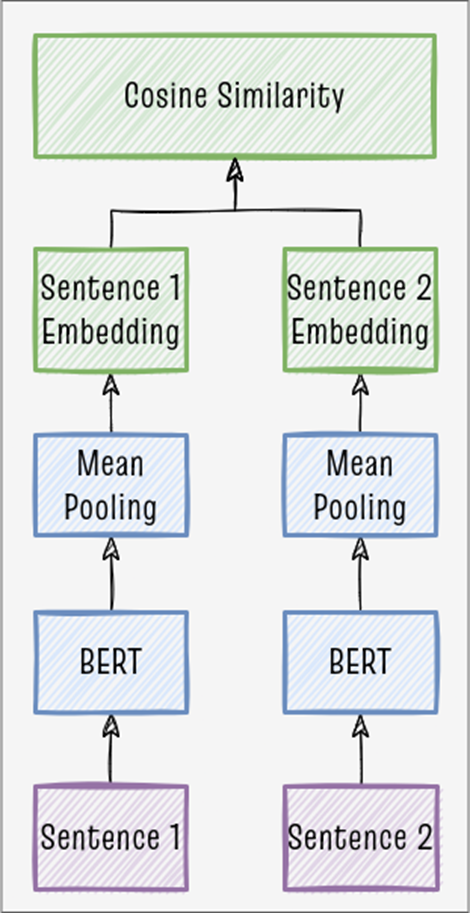 Cosine Similarity
Sentence 1
Embedding
Sentence 2
Embedding
Mean
Pooling
Mean
Pooling
BERT
BERT
Sentence 1
Sentence 2